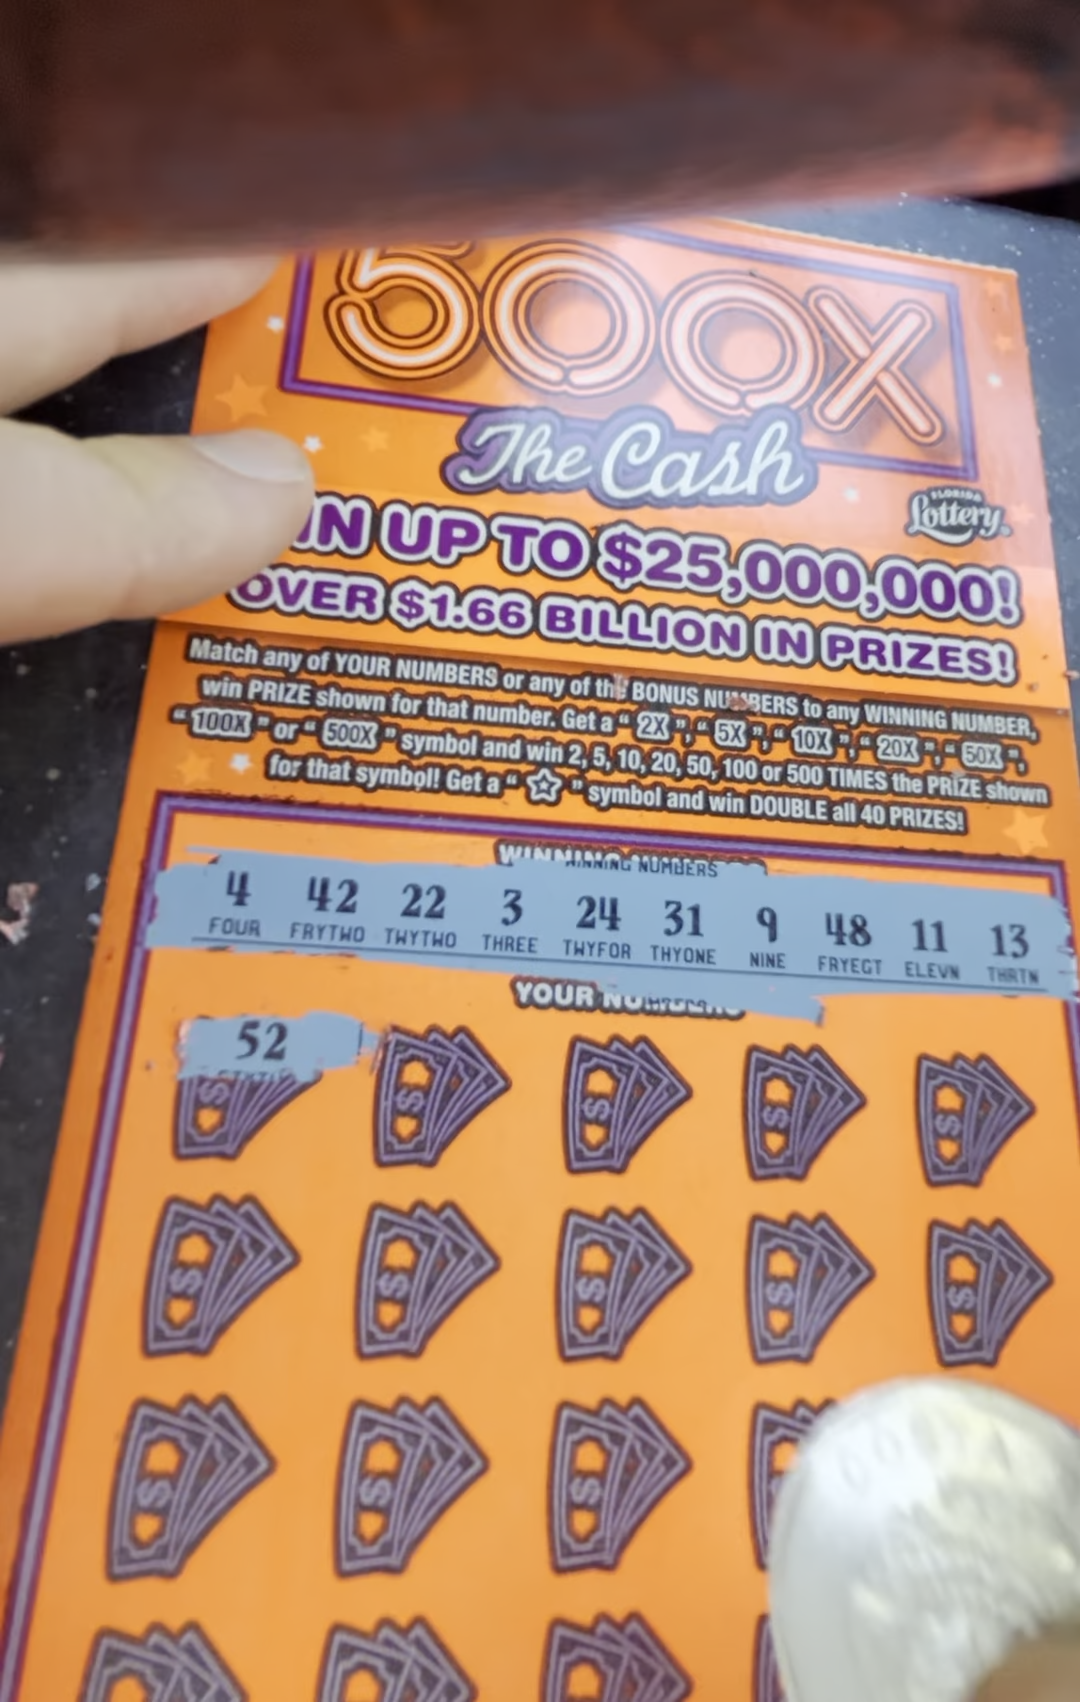 500X
The Cash
FLORIDA
Lottery
IN UP TO $25,000,000!
OVER $1.66 BILLION IN PRIZES!
Match any of YOUR NUMBERS or any of the BONUS NUMBERS to any WINNING NUMBER,
win PRIZE shown for that number. Get a "2X", "5X", "10X", "20X", "50X",
"100X" or "500X" symbol and win 2, 5, 10, 20, 50, 100 or 500 TIMES the PRIZE shown
for that symbol! Get a "☆" symbol and win DOUBLE all 40 PRIZES!
WINNING NUMBERS
4 42 22 3 24 31 9 48 11 13
FOUR FRYTWO TWYTWO THREE TWYFOR THYONE NINE FRYEGT ELEVN THRTN
YOUR NUMBERS
52